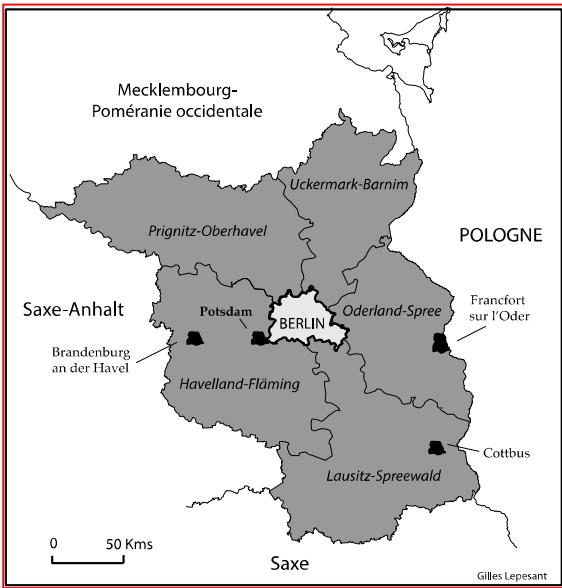 Mecklembourg-
Poméranie occidentale
Uckermark-Barnim
Prignitz-Oberhavel
POLOGNE
Saxe-Anhalt
Potsdam
BERLIN
Oderland-Spree
Francfort
sur l'Oder
Brandenburg
an der Havel
Havelland-Fläming
Cottbus
Lausitz-Spreewald
0 50 Kms
Saxe
Gilles Lepesant